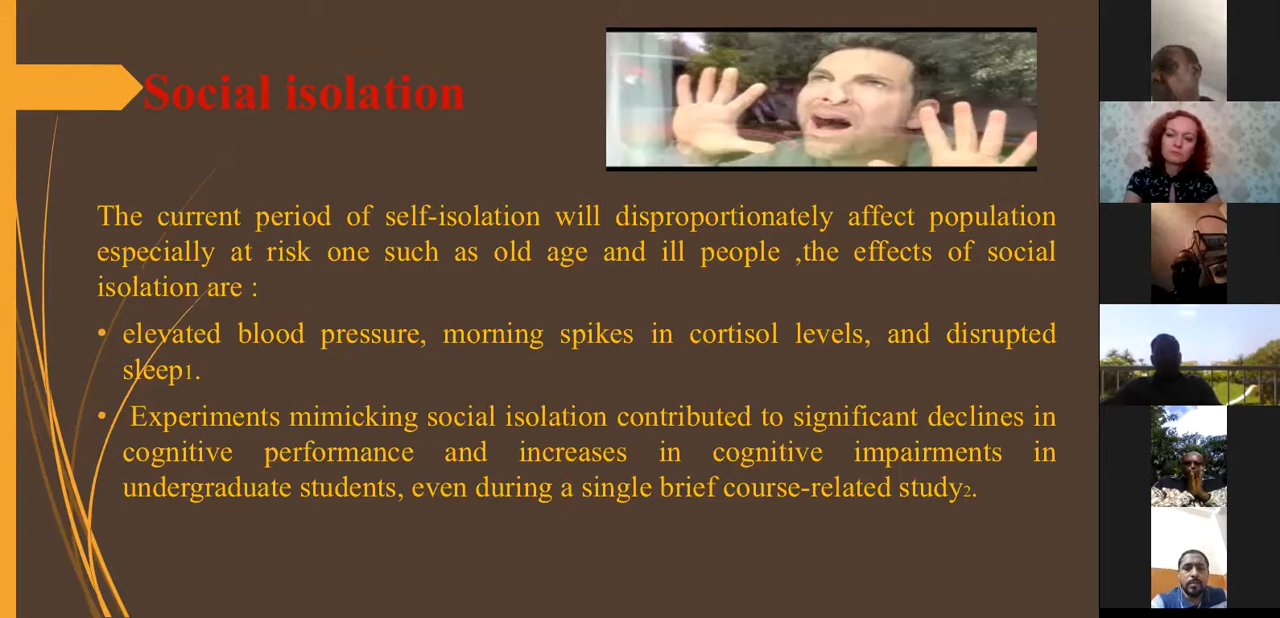 Social isolation
The current period of self-isolation will disproportionately affect population
especially at risk one such as old age and ill people ,the effects of social
isolation are :
• elevated blood pressure, morning spikes in cortisol levels, and disrupted
sleep1.
• Experiments mimicking social isolation contributed to significant declines in
cognitive performance and increases in cognitive impairments in
undergraduate students, even during a single brief course-related study2.